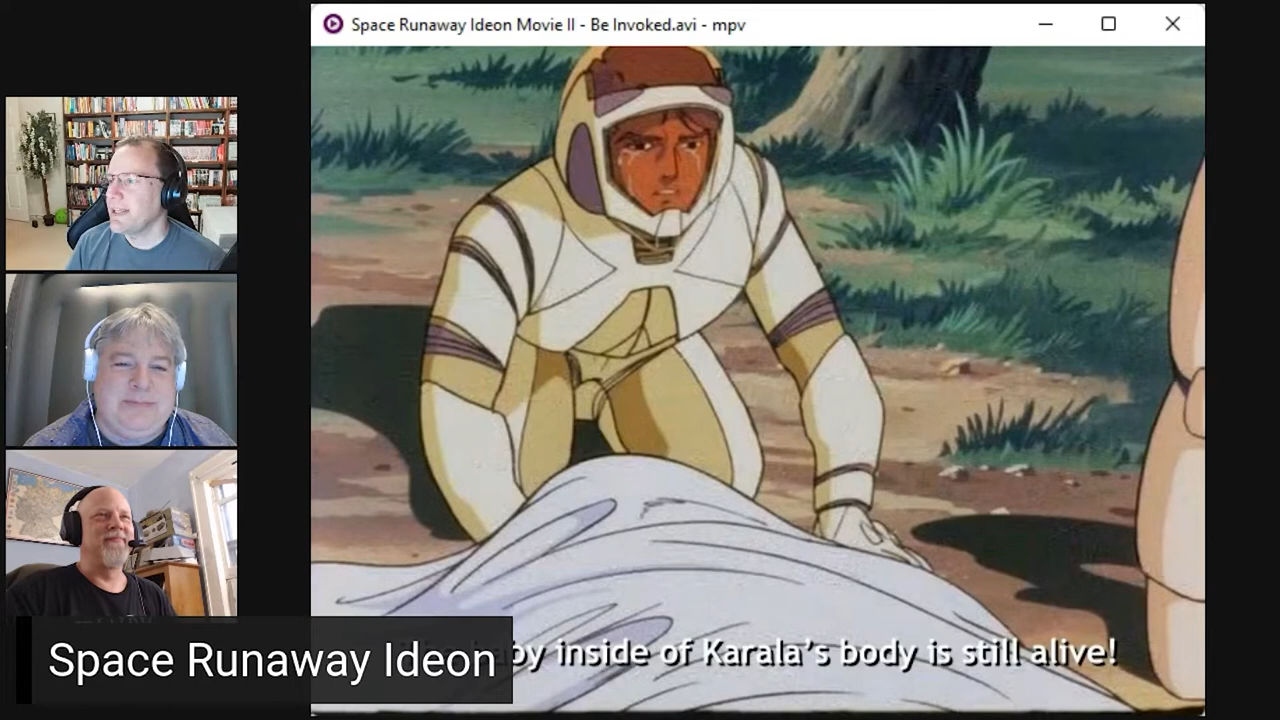 Space Runaway Ideon Movie II - Be Invoked.avi - mpv
by inside of Karala's body is still alive!
Space Runaway Ideon